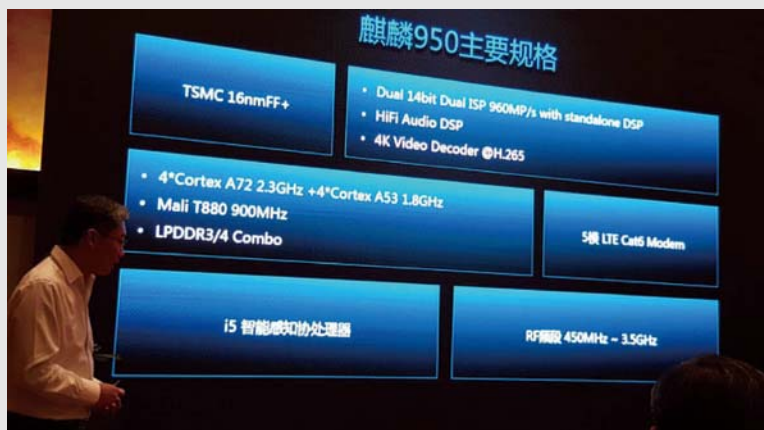 麒麟950主要规格
TSMC 16nmFF+
• Dual 14bit Dual ISP 960MP/s with standalone DSP
• HiFi Audio DSP
• 4K Video Decoder @H.265
• 4*Cortex A72 2.3GHz +4*Cortex A53 1.8GHz
• Mali T880 900MHz
• LPDDR3/4 Combo
5模 LTE Cat6 Modem
i5 智能感知协处理器
RF频段 450MHz ~ 3.5GHz